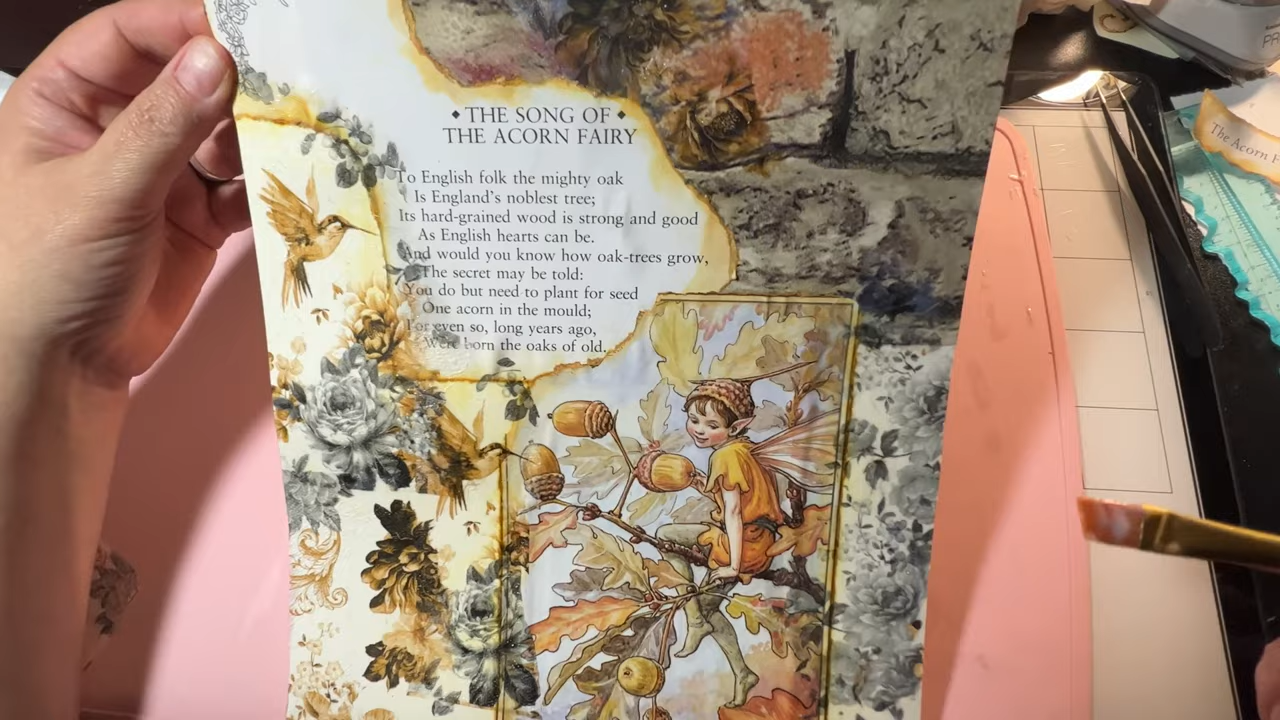 ◆ THE SONG OF ◆
THE ACORN FAIRY
To English folk the mighty oak
Is England's noblest tree;
Its hard-grained wood is strong and good
As English hearts can be.
And would you know how oak-trees grow,
The secret may be told:
You do but need to plant for seed
One acorn in the mould;
For even so, long years ago,
Were born the oaks of old.
The Acorn